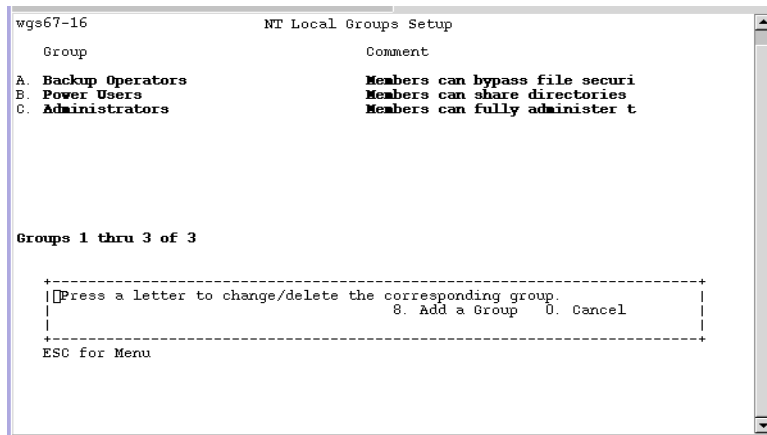 wgs67-16 NT Local Groups Setup
Group Comment
A. Backup Operators Members can bypass file securi
B. Power Users Members can share directories
C. Administrators Members can fully administer t
Groups 1 thru 3 of 3
Press a letter to change/delete the corresponding group.
8. Add a Group 0. Cancel
ESC for Menu